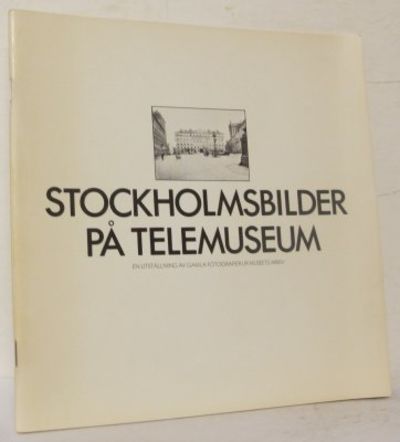 STOCKHOLMSBILDER
PÅ TELEMUSEUM
EN UTSTÄLLNING AV GAMLA FOTOGRAFIER UR MUSEETS ARKIV